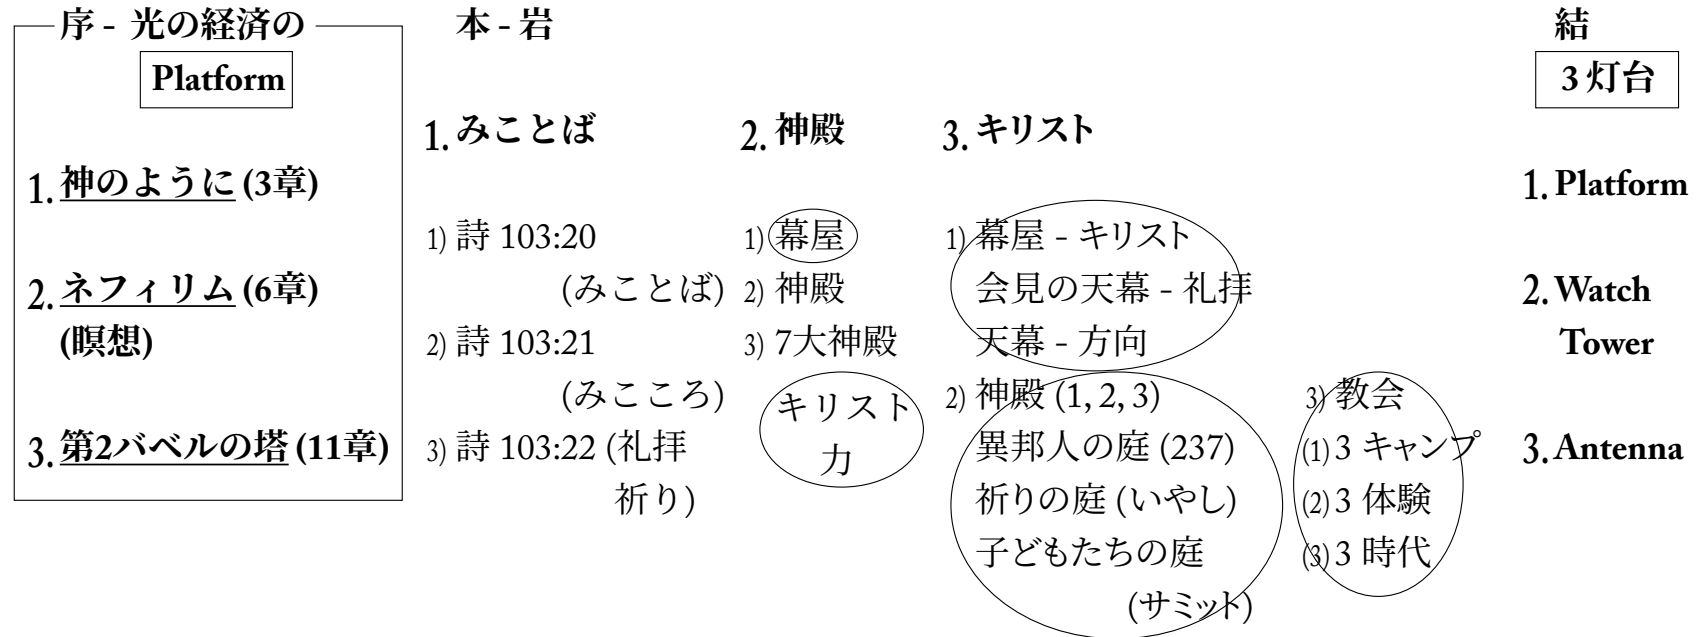 序 - 光の経済の
Platform
1. 神のように (3章)
2. ネフィリム (6章)
(瞑想)
3. 第2バベルの塔 (11章)
本 - 岩
1. みことば
1) 詩 103:20
(みことば)
2) 詩 103:21
(みこころ)
3) 詩 103:22 (礼拝
祈り)
2. 神殿
1) 幕屋
2) 神殿
3) 7大神殿
キリスト
力
3. キリスト
1) 幕屋 - キリスト
会見の天幕 - 礼拝
天幕 - 方向
2) 神殿 (1, 2, 3)
異邦人の庭 (237)
祈りの庭 (いやし)
子どもたちの庭
(サミット)
3) 教会
(1) 3 キャンプ
(2) 3 体験
(3) 3 時代
結
3 灯台
1. Platform
2. Watch
Tower
3. Antenna